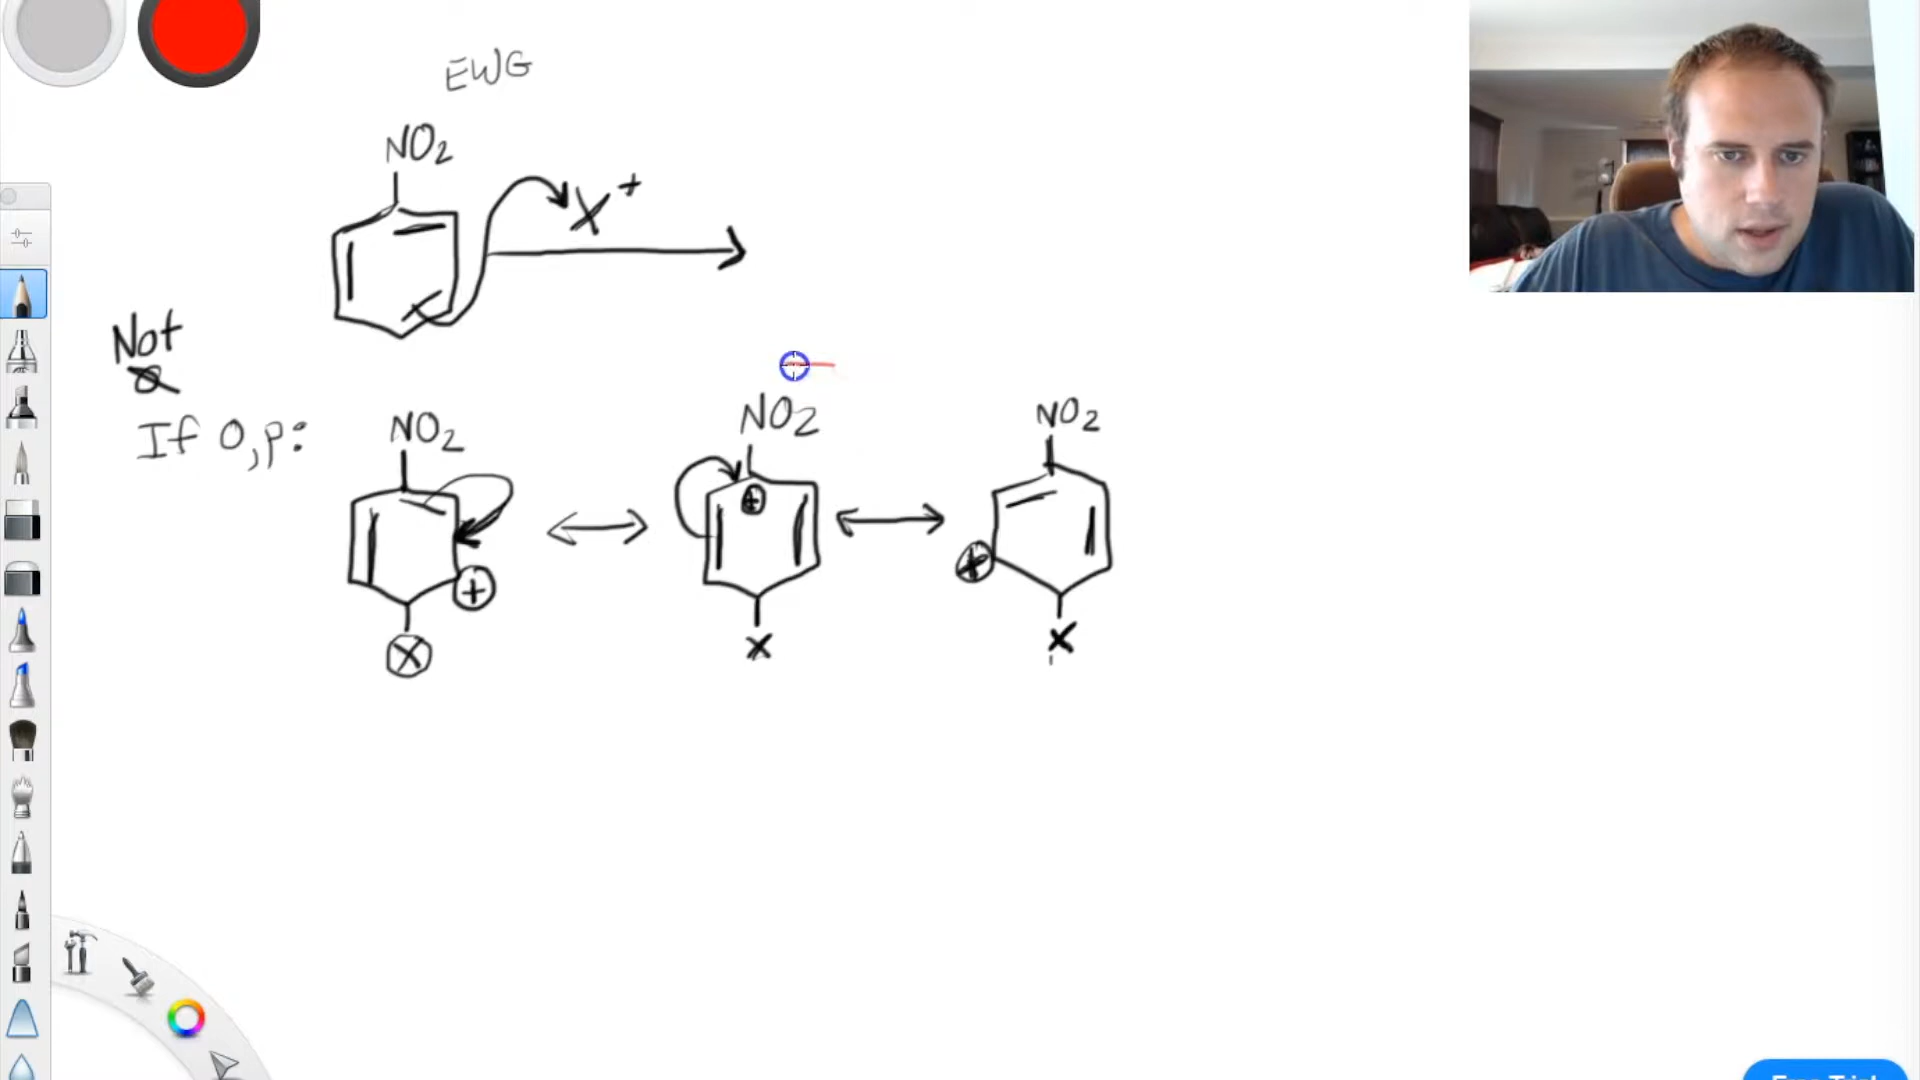 EWG
NO2
X+
Not
If O,p:
NO2
+
X
NO2
+
X
NO2
+
X